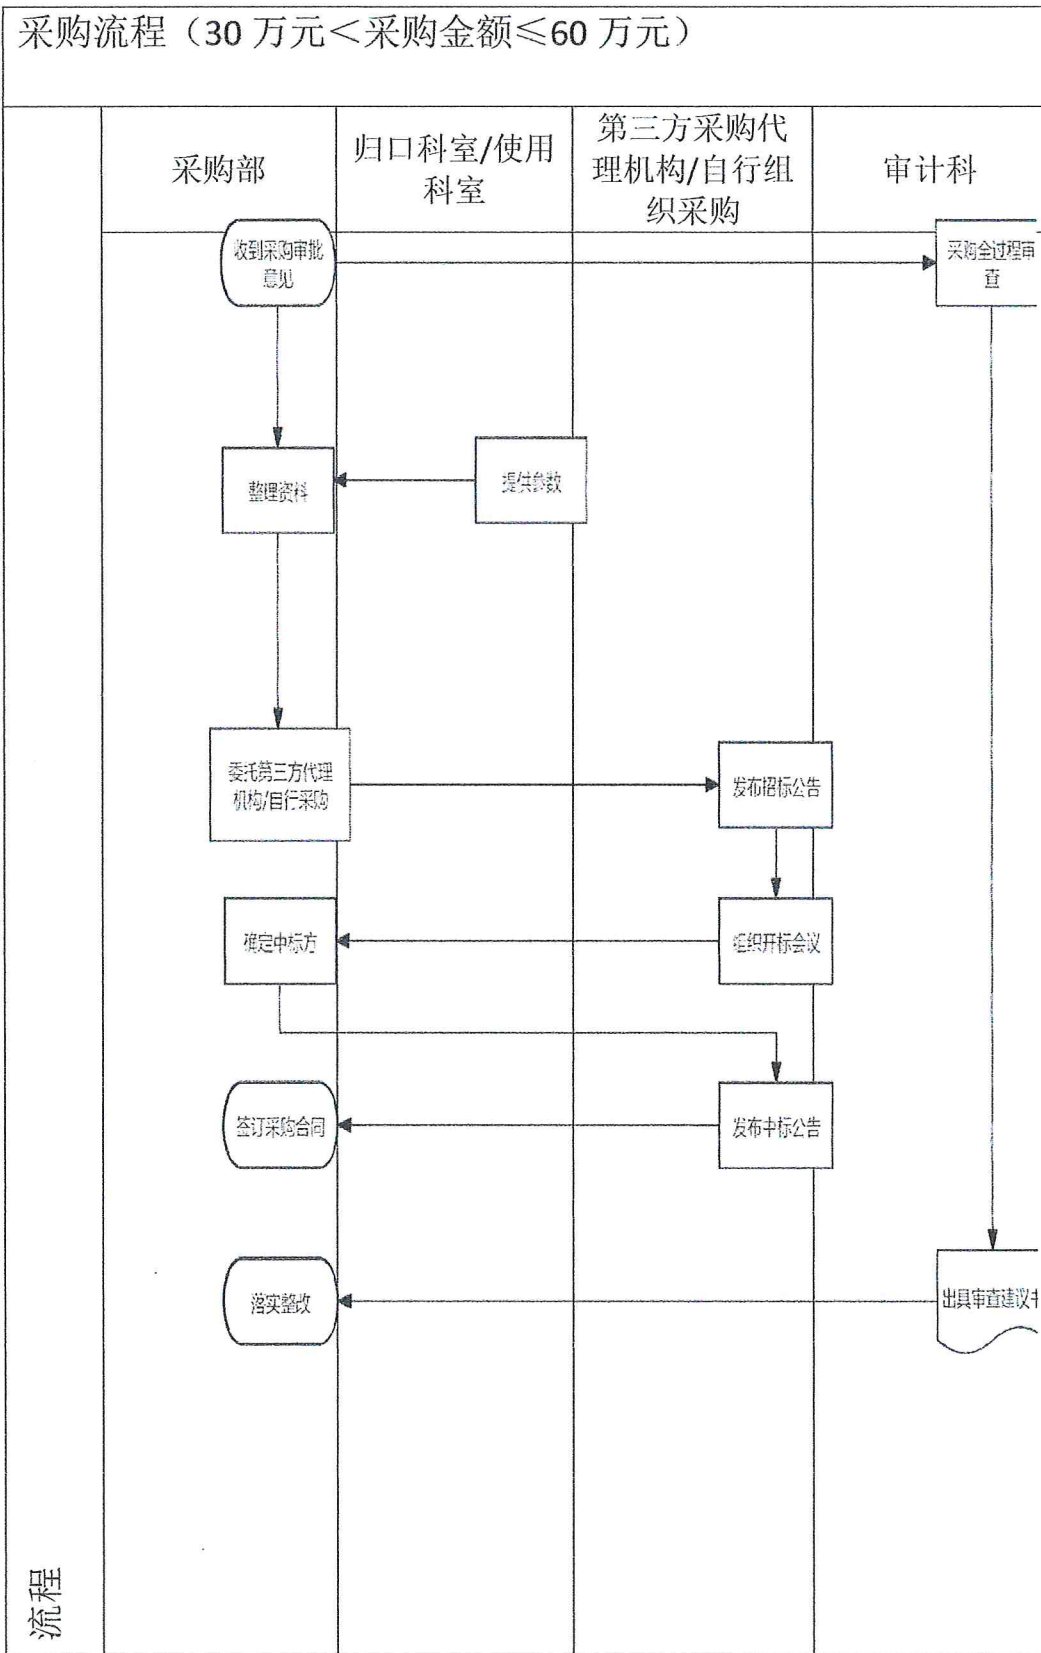 采购流程（30 万元＜采购金额≤60 万元）
采购部
归口科室/使用
科室
第三方采购代
理机构/自行组
织采购
审计科
收到采购审批
意见
采购全过程审
查
整理资料
提供参数
委托第三方代理
机构/自行采购
发布招标公告
确定中标方
组织开标会议
签订采购合同
发布中标公告
落实整改
出具审查建议
流程